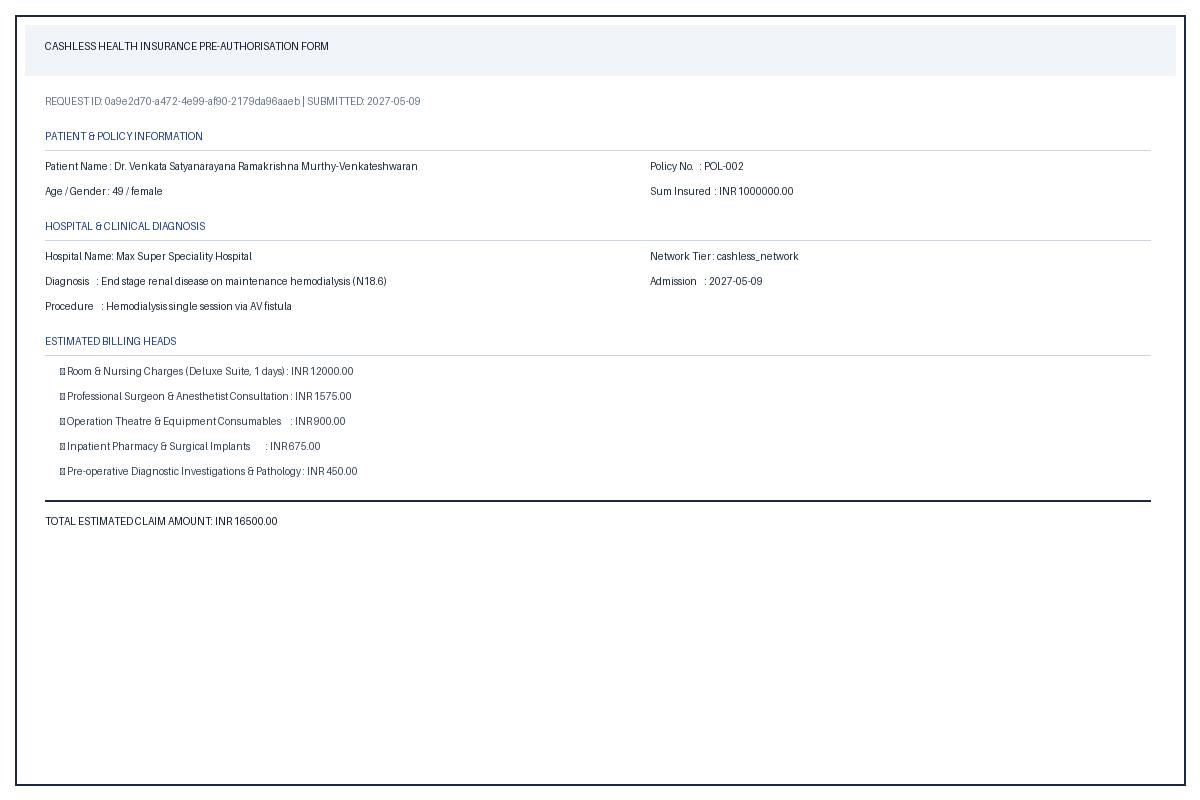 CASHLESS HEALTH INSURANCE PRE-AUTHORISATION FORM
REQUEST ID: 0a9e2d70-a472-4e99-af90-2179da96aaeb | SUBMITTED: 2027-05-09
PATIENT & POLICY INFORMATION
Patient Name : Dr. Venkata Satyanarayana Ramakrishna Murthy-Venkateshwaran Policy No. : POL-002
Age / Gender : 49 / female Sum Insured : INR 1000000.00
HOSPITAL & CLINICAL DIAGNOSIS
Hospital Name: Max Super Speciality Hospital Network Tier : cashless_network
Diagnosis : End stage renal disease on maintenance hemodialysis (N18.6) Admission : 2027-05-09
Procedure : Hemodialysis single session via AV fistula
ESTIMATED BILLING HEADS
Room & Nursing Charges (Deluxe Suite, 1 days) : INR 12000.00
Professional Surgeon & Anesthetist Consultation : INR 1575.00
Operation Theatre & Equipment Consumables : INR 900.00
Inpatient Pharmacy & Surgical Implants : INR 675.00
Pre-operative Diagnostic Investigations & Pathology : INR 450.00
TOTAL ESTIMATED CLAIM AMOUNT: INR 16500.00